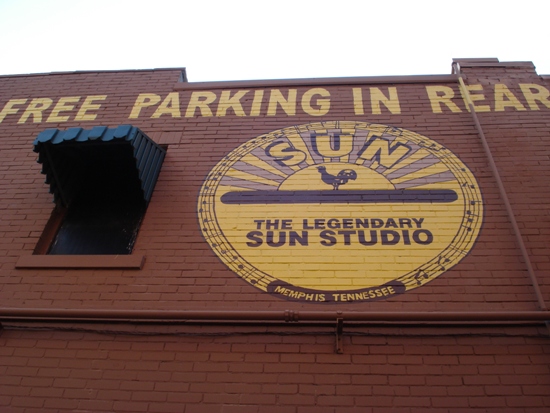 FREE PARKING IN REAR
SUN
THE LEGENDARY
SUN STUDIO
MEMPHIS TENNESSEE